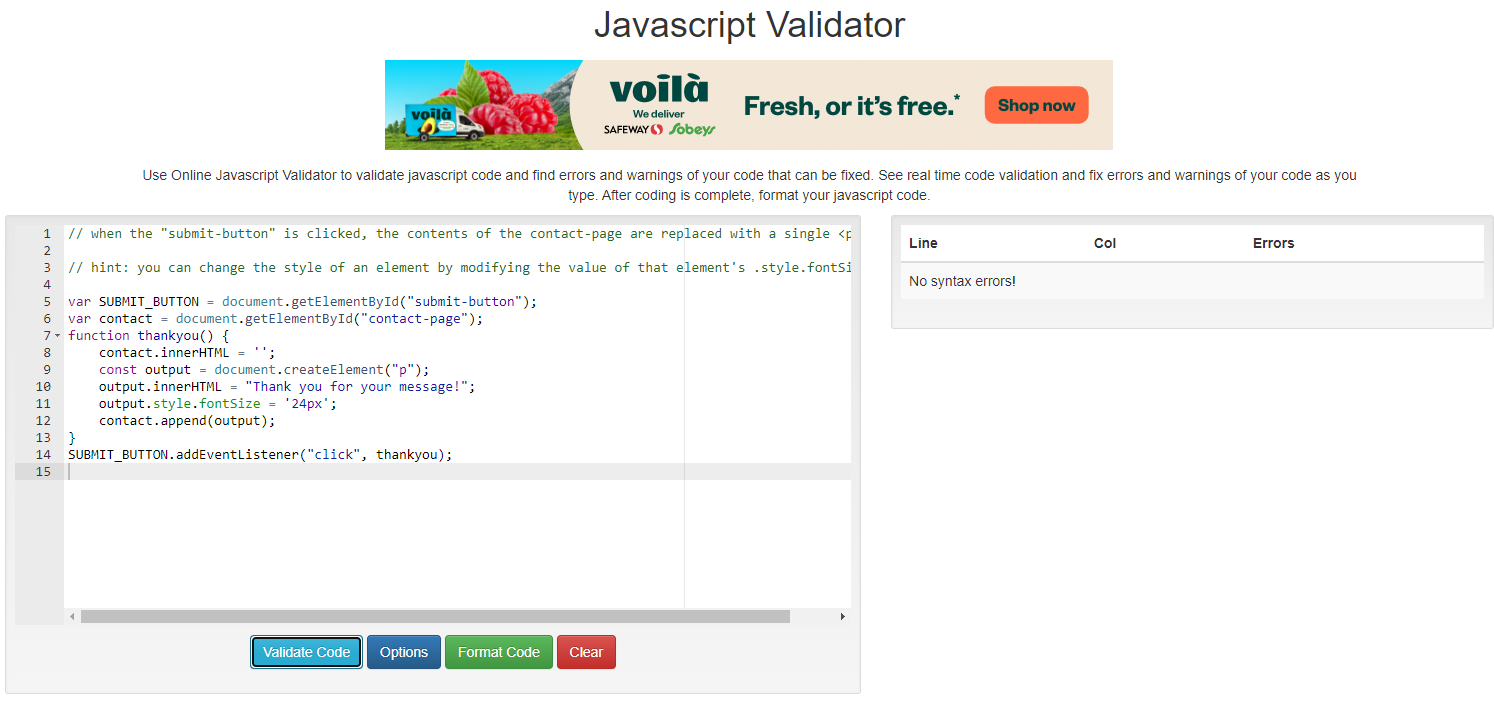 Javascript Validator
voilà
voilà
We deliver
SAFEWAY Sobeys
Fresh, or it's free.*
Shop now
Use Online Javascript Validator to validate javascript code and find errors and warnings of your code that can be fixed. See real time code validation and fix errors and warnings of your code as you
type. After coding is complete, format your javascript code.
1 // when the "submit-button" is clicked, the contents of the contact-page are replaced with a single <p
2
3 // hint: you can change the style of an element by modifying the value of that element's .style.fontSi
4
5 var SUBMIT_BUTTON = document.getElementById("submit-button");
6 var contact = document.getElementById("contact-page");
7 function thankyou() {
8     contact.innerHTML = '';
9     const output = document.createElement("p");
10     output.innerHTML = "Thank you for your message!";
11     output.style.fontSize = '24px';
12     contact.append(output);
13 }
14 SUBMIT_BUTTON.addEventListener("click", thankyou);
15
Validate Code Options Format Code Clear
Line Col Errors
No syntax errors!